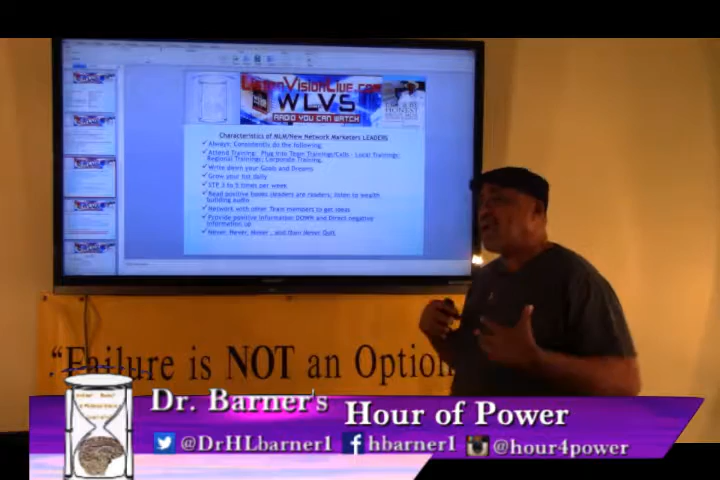 ListenVisionLive.com
WLVS
RADIO YOU CAN WATCH
Characteristics of MLM/New Network Marketers LEADERS
Always: Consistently do the following
Attend Training: Plug into Team Trainings/Calls - Local Trainings;
Regional Trainings; Corporate Training.
Write down your Goals and Dreams
Grow your list daily
STP 3 to 5 times per week
Read positive books (leaders are readers; listen to wealth
building audio
Network with other Team members to get ideas
Provide positive information DOWN and Direct negative
information up
Never, Never, Never, and then Never Quit.
"Failure is NOT an Option
Dr. Barner's Hour of Power
@DrHLbarner1 hbarner1 @hour4power